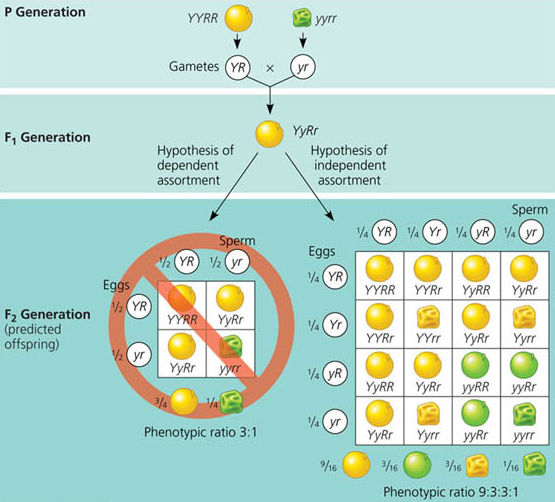 P Generation
YYRR
yyrr
Gametes YR × yr
F1 Generation
YyRr
Hypothesis of
dependent
assortment
Hypothesis of
independent
assortment
F2 Generation
(predicted
offspring)
Sperm
1/2 YR 1/2 yr
Eggs
1/2 YR
YYRR YyRr
1/2 yr
YyRr yyrr
3/4 1/4
Phenotypic ratio 3:1
Sperm
1/4 YR 1/4 Yr 1/4 yR 1/4 yr
Eggs
1/4 YR
YYRR YYRr YyRR YyRr
1/4 Yr
YYRr YYrr YyRr Yyrr
1/4 yR
YyRR YyRr yyRR yyRr
1/4 yr
YyRr Yyrr yyRr yyrr
9/16 3/16 3/16 1/16
Phenotypic ratio 9:3:3:1